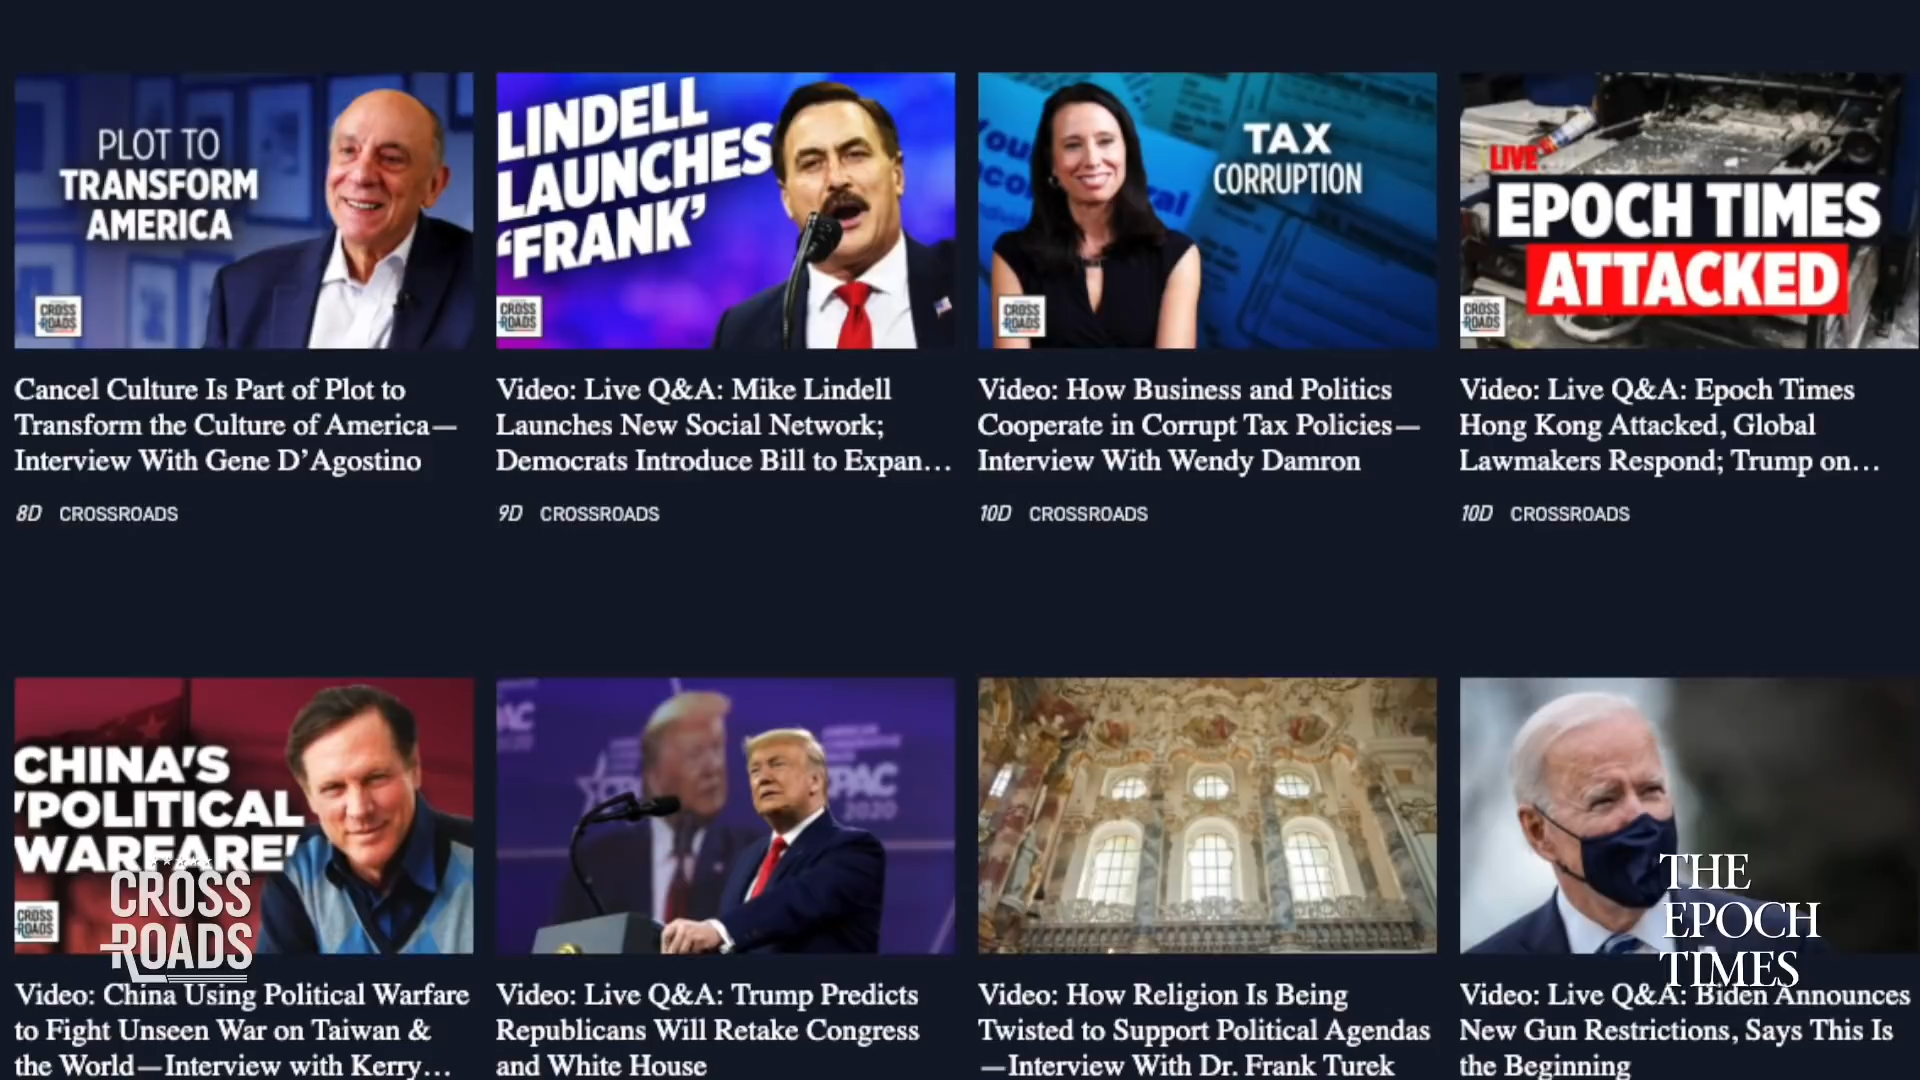 PLOT TO
TRANSFORM
AMERICA
CROSS
ROADS
Cancel Culture Is Part of Plot to
Transform the Culture of America—
Interview With Gene D'Agostino
8D CROSSROADS
LINDELL
LAUNCHES
'FRANK'
CROSS
ROADS
Video: Live Q&A: Mike Lindell
Launches New Social Network;
Democrats Introduce Bill to Expan...
9D CROSSROADS
TAX
CORRUPTION
CROSS
ROADS
Video: How Business and Politics
Cooperate in Corrupt Tax Policies—
Interview With Wendy Damron
10D CROSSROADS
LIVE
EPOCH TIMES
ATTACKED
CROSS
ROADS
Video: Live Q&A: Epoch Times
Hong Kong Attacked, Global
Lawmakers Respond; Trump on...
10D CROSSROADS
CHINA'S
'POLITICAL
WARFARE'
CROSS
ROADS
CROSS
ROADS
Video: China Using Political Warfare
to Fight Unseen War on Taiwan &
the World—Interview with Kerry...
CPAC
2020
Video: Live Q&A: Trump Predicts
Republicans Will Retake Congress
and White House
Video: How Religion Is Being
Twisted to Support Political Agendas
—Interview With Dr. Frank Turek
THE
EPOCH
TIMES
Video: Live Q&A: Biden Announces
New Gun Restrictions, Says This Is
the Beginning